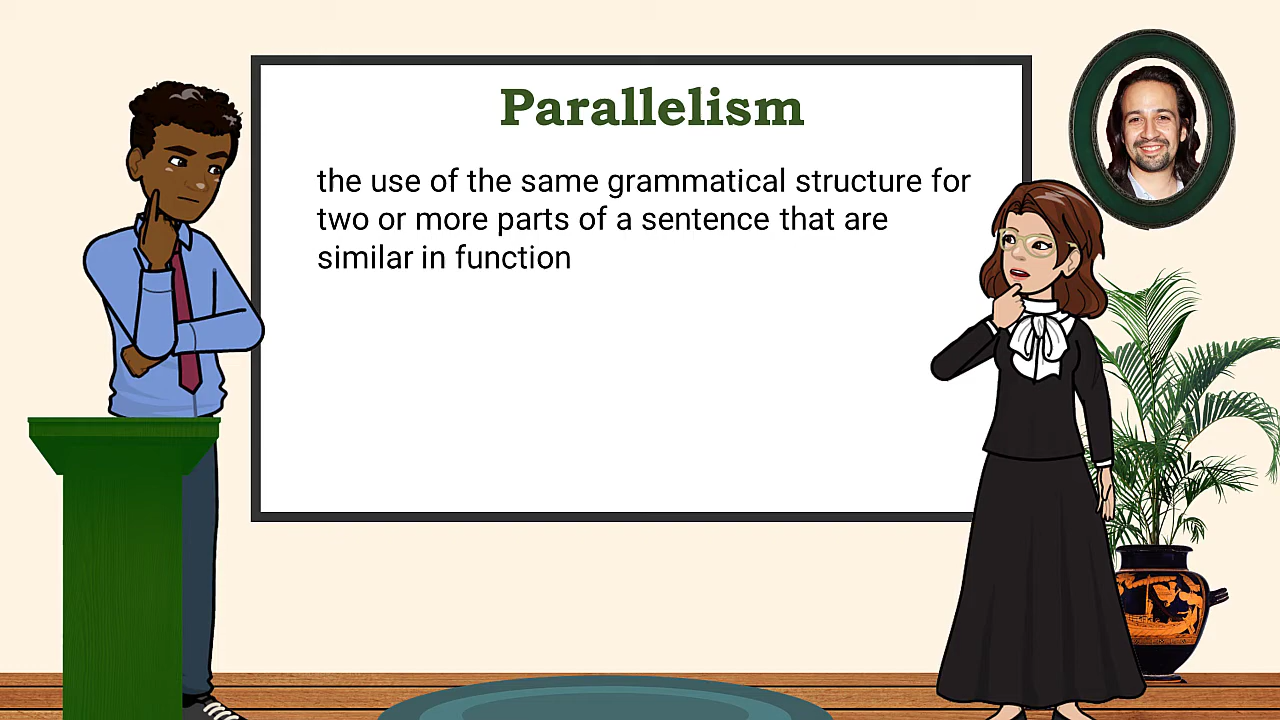 Parallelism
the use of the same grammatical structure for
two or more parts of a sentence that are
similar in function